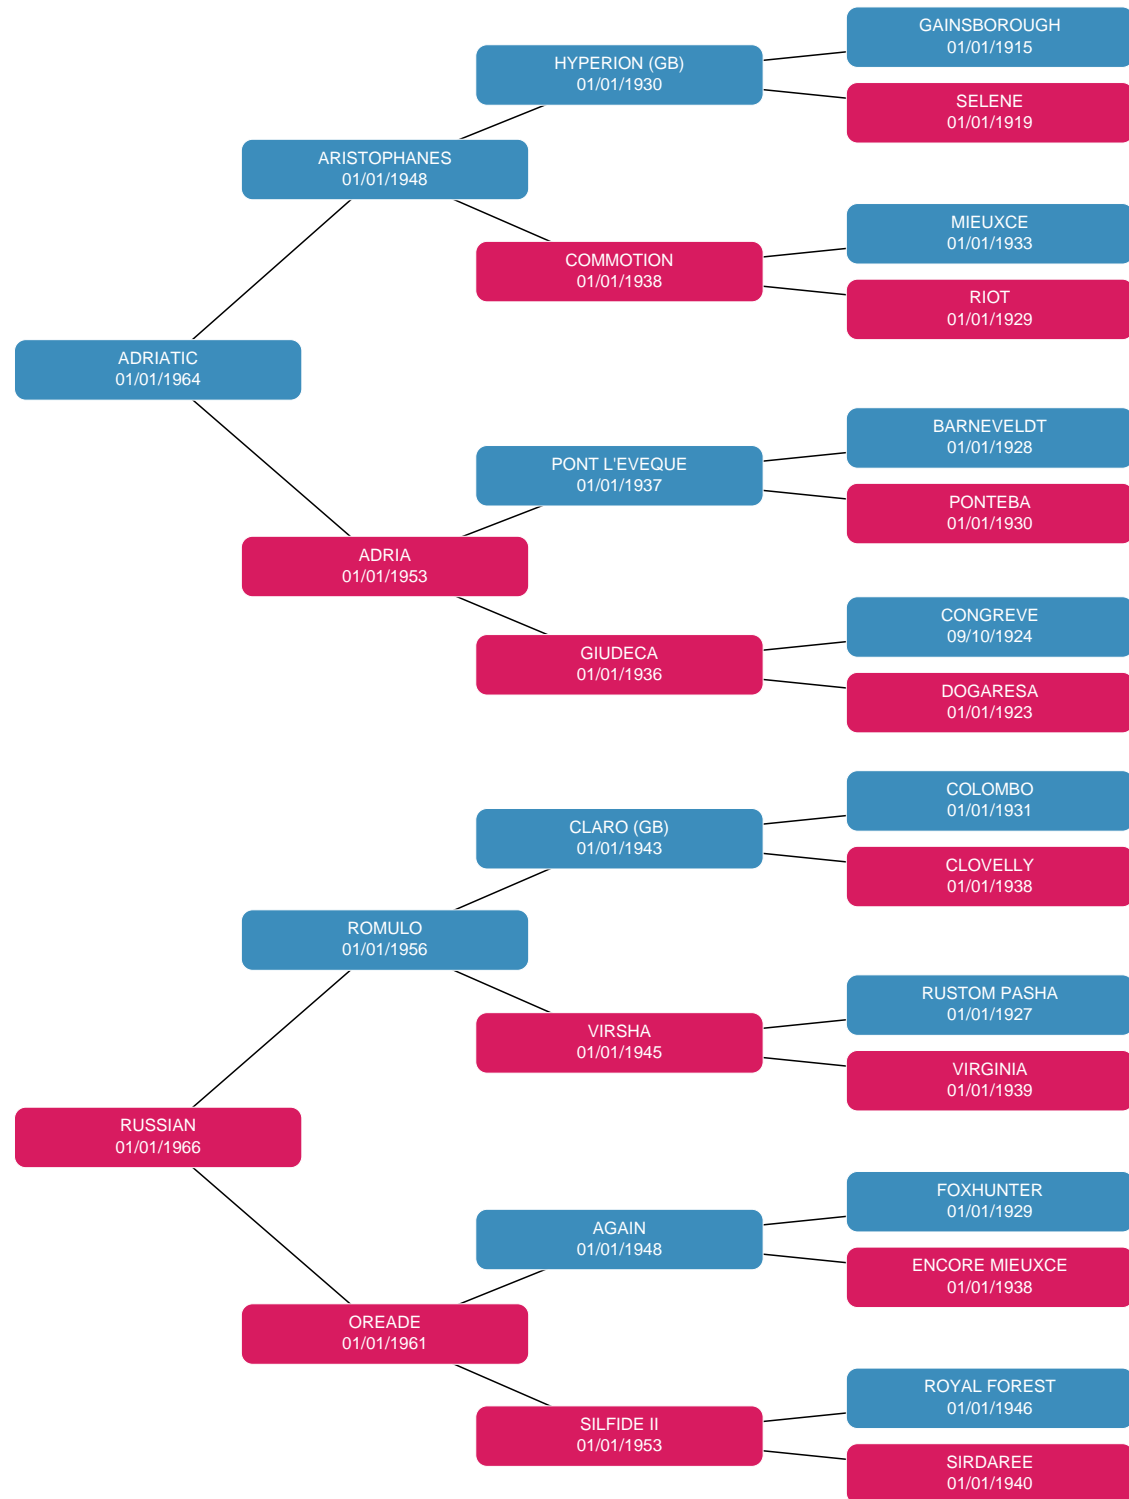 GAINSBOROUGH
01/01/1915
HYPERION (GB)
01/01/1930
SELENE
01/01/1919
ARISTOPHANES
01/01/1948
MIEUXCE
01/01/1933
COMMOTION
01/01/1938
RIOT
01/01/1929
ADRIATIC
01/01/1964
BARNEVELDT
01/01/1928
PONT L'EVEQUE
01/01/1937
PONTEBA
01/01/1930
ADRIA
01/01/1953
CONGREVE
09/10/1924
GIUDECA
01/01/1936
DOGARESA
01/01/1923
COLOMBO
01/01/1931
CLARO (GB)
01/01/1943
CLOVELLY
01/01/1938
ROMULO
01/01/1956
RUSTOM PASHA
01/01/1927
VIRSHA
01/01/1945
VIRGINIA
01/01/1939
RUSSIAN
01/01/1966
FOXHUNTER
01/01/1929
AGAIN
01/01/1948
ENCORE MIEUXCE
01/01/1938
OREADE
01/01/1961
ROYAL FOREST
01/01/1946
SILFIDE II
01/01/1953
SIRDAREE
01/01/1940